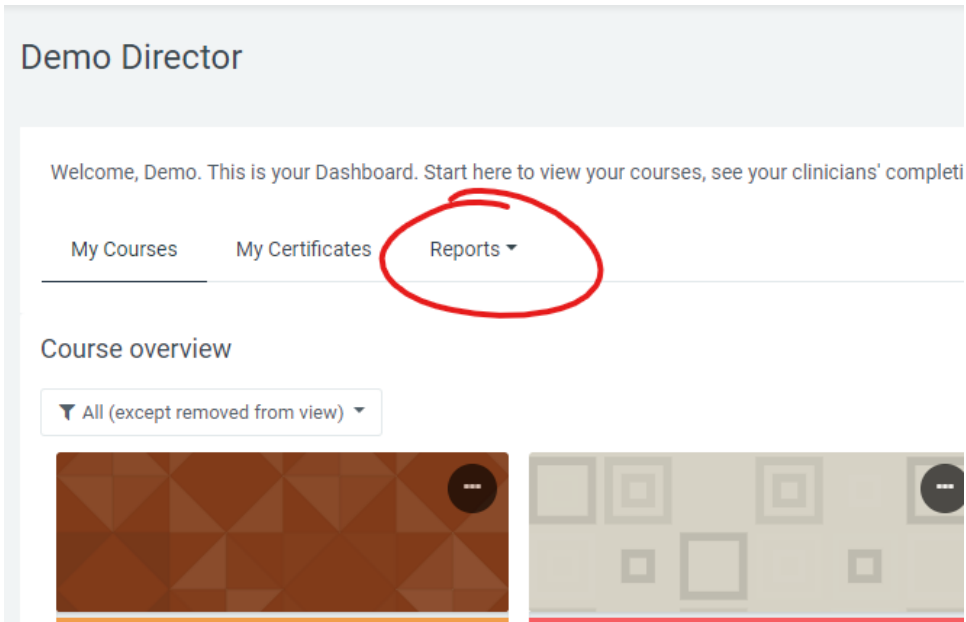 Demo Director
Welcome, Demo. This is your Dashboard. Start here to view your courses, see your clinicians' completi
My Courses My Certificates Reports
Course overview
All (except removed from view)